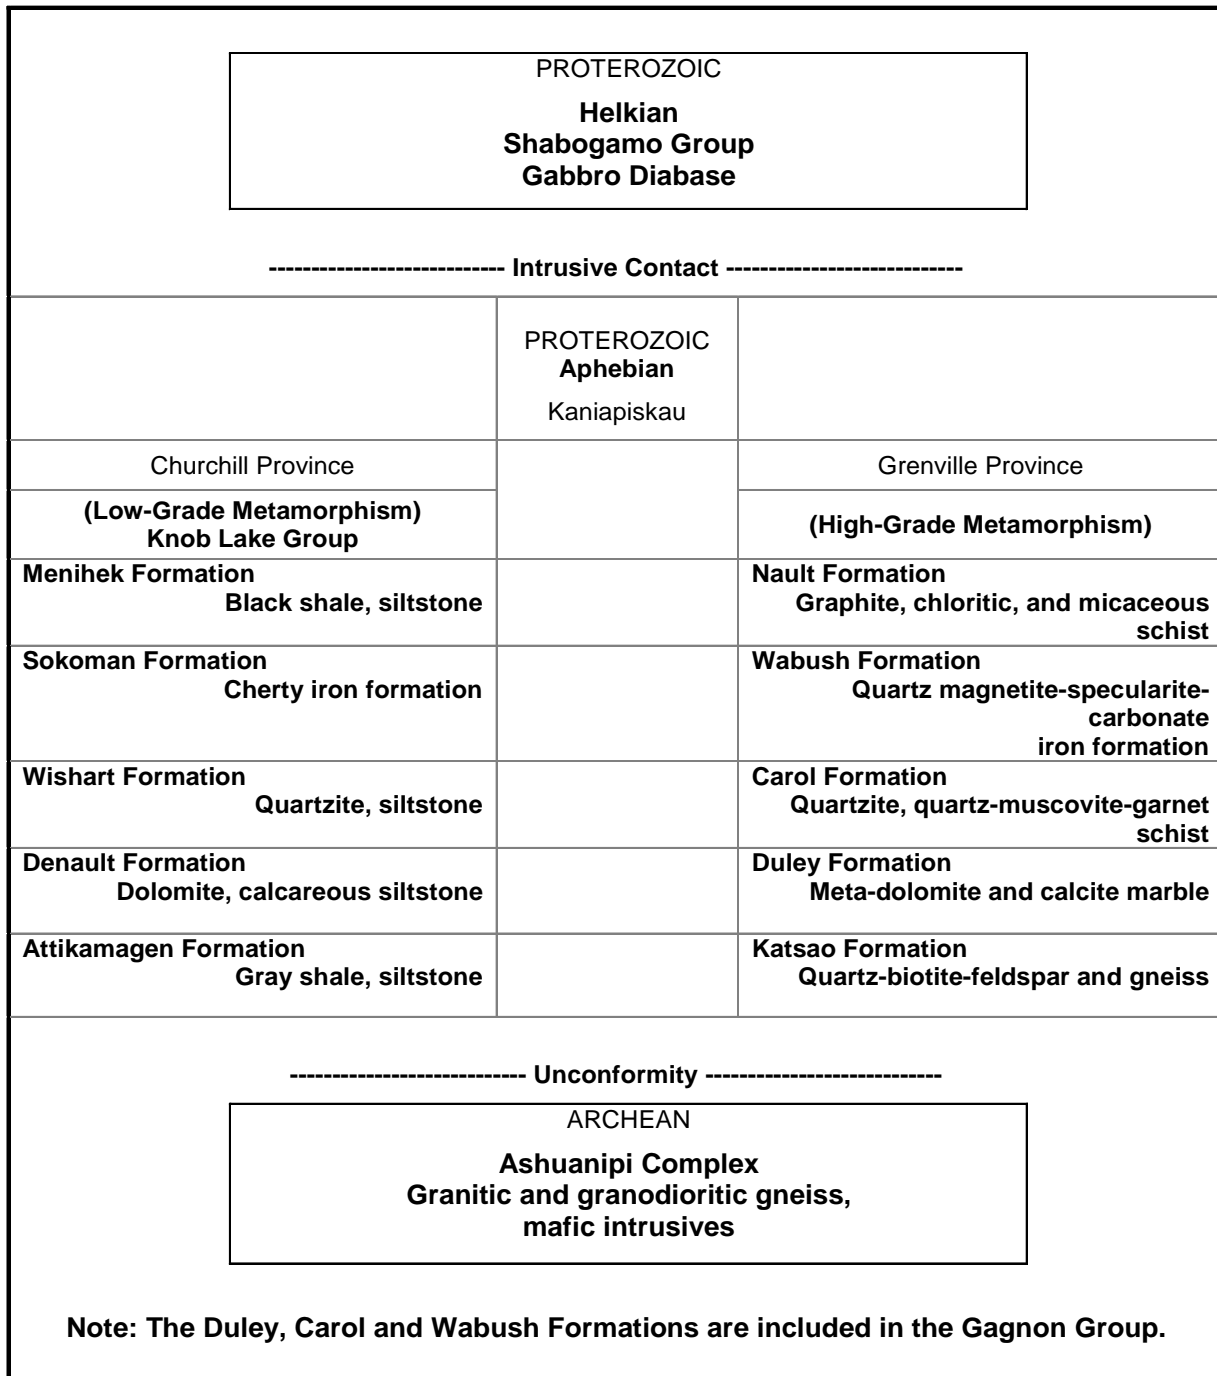 PROTEROZOIC
Helkian
Shabogamo Group
Gabbro Diabase
---------------------------- Intrusive Contact ----------------------------
PROTEROZOIC
Aphebian
Kaniapiskau
Churchill Province
Grenville Province
(Low-Grade Metamorphism)
Knob Lake Group
(High-Grade Metamorphism)
Menihek Formation
Black shale, siltstone
Nault Formation
Graphite, chloritic, and micaceous
schist
Sokoman Formation
Cherty iron formation
Wabush Formation
Quartz magnetite-specularite-
carbonate
iron formation
Wishart Formation
Quartzite, siltstone
Carol Formation
Quartzite, quartz-muscovite-garnet
schist
Denault Formation
Dolomite, calcareous siltstone
Duley Formation
Meta-dolomite and calcite marble
Attikamagen Formation
Gray shale, siltstone
Katsao Formation
Quartz-biotite-feldspar and gneiss
---------------------------- Unconformity ----------------------------
ARCHEAN
Ashuanipi Complex
Granitic and granodioritic gneiss,
mafic intrusives
Note: The Duley, Carol and Wabush Formations are included in the Gagnon Group.